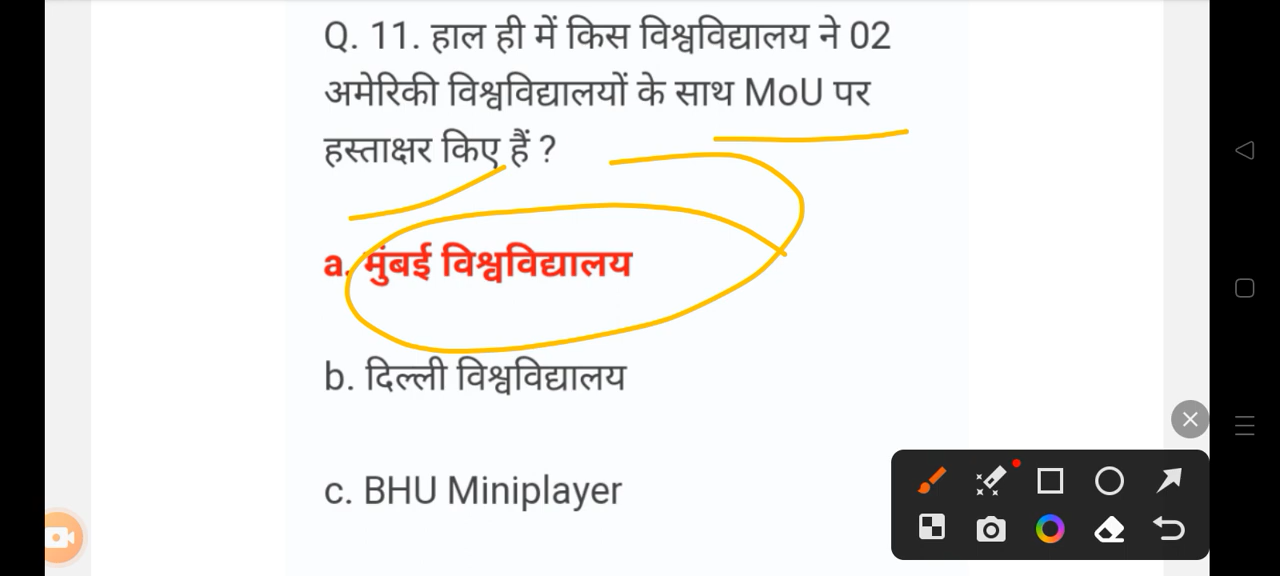 Q. 11. हाल ही में किस विश्वविद्यालय ने 02
अमेरिकी विश्वविद्यालयों के साथ MoU पर
हस्ताक्षर किए हैं ?
a. मुंबई विश्वविद्यालय
b. दिल्ली विश्वविद्यालय
c. BHU Miniplayer